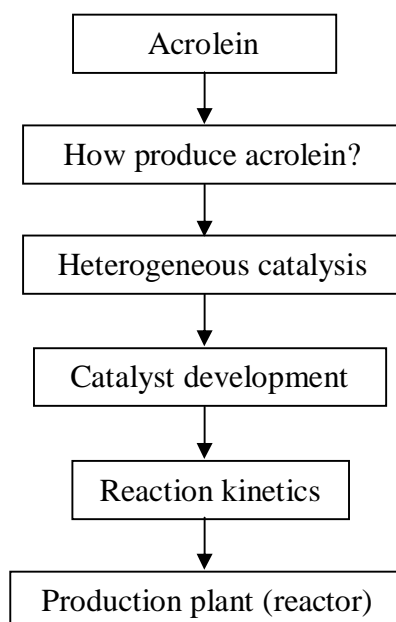 Acrolein
How produce acrolein?
Heterogeneous catalysis
Catalyst development
Reaction kinetics
Production plant (reactor)